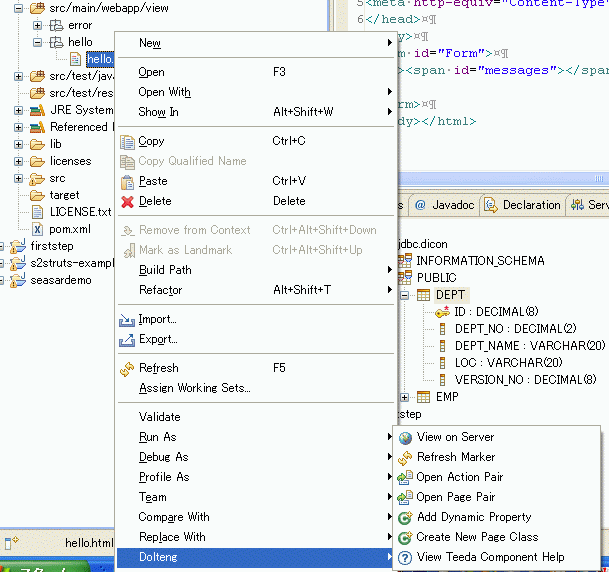 src/main/webapp/view
error
hello
hello.
src/test/java
src/test/res
JRE System
Referenced
lib
licenses
src
target
LICENSE.txt
pom.xml
firststep
s2struts-exampl
seasardemo
New
Open F3
Open With
Show In Alt+Shift+W
Copy Ctrl+C
Copy Qualified Name
Paste Ctrl+V
Delete Delete
Remove from Context Ctrl+Alt+Shift+Down
Mark as Landmark Ctrl+Alt+Shift+Up
Build Path
Refactor Alt+Shift+T
Import...
Export...
Refresh F5
Assign Working Sets...
Validate
Run As
Debug As
Profile As
Team
Compare With
Replace With
Dolteng
5<meta http-equiv="Content-Type"
6</head>¤¶
y>¤¶
m id="Form">¤¶
><span id="messages"></span
rm>¤¶
dy></html>
s @ Javadoc Declaration Serv
jdbc.dicon
INFORMATION_SCHEMA
PUBLIC
DEPT
ID : DECIMAL(8)
DEPT_NO : DECIMAL(2)
DEPT_NAME : VARCHAR(20)
LOC : VARCHAR(20)
VERSION_NO : DECIMAL(8)
EMP
tstep
View on Server
Refresh Marker
Open Action Pair
Open Page Pair
Add Dynamic Property
Create New Page Class
View Teeda Component Help
hello.html